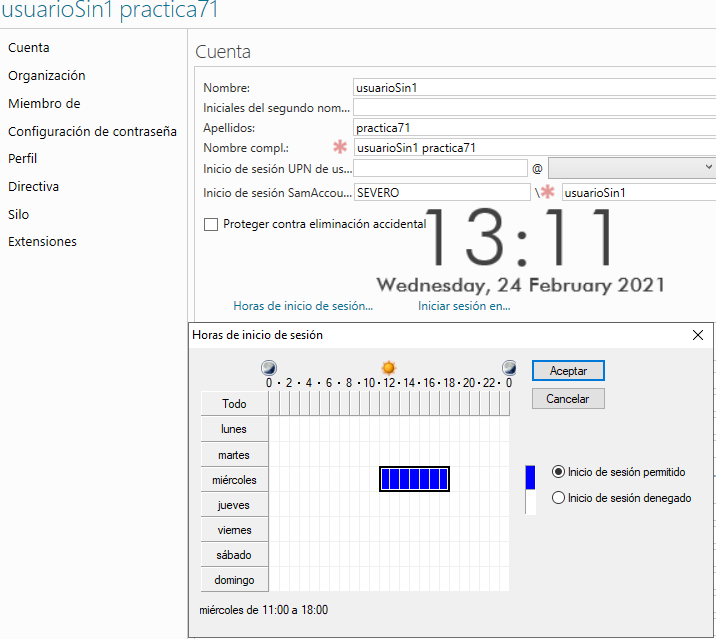 usuarioSin1 practica71
Cuenta
Organización
Miembro de
Configuración de contraseña
Perfil
Directiva
Silo
Extensiones
Cuenta
Nombre: usuarioSin1
Iniciales del segundo nom...
Apellidos: practica71
Nombre compl.: * usuarioSin1 practica71
Inicio de sesión UPN de us... @
Inicio de sesión SamAccou... SEVERO \* usuarioSin1
Proteger contra eliminación accidental
13:11
Wednesday, 24 February 2021
Horas de inicio de sesión... Iniciar sesión en...
Horas de inicio de sesión
0 · 2 · 4 · 6 · 8 · 10 · 12 · 14 · 16 · 18 · 20 · 22 · 0
Todo
lunes
martes
miércoles
jueves
viernes
sábado
domingo
Aceptar
Cancelar
Inicio de sesión permitido
Inicio de sesión denegado
miércoles de 11:00 a 18:00